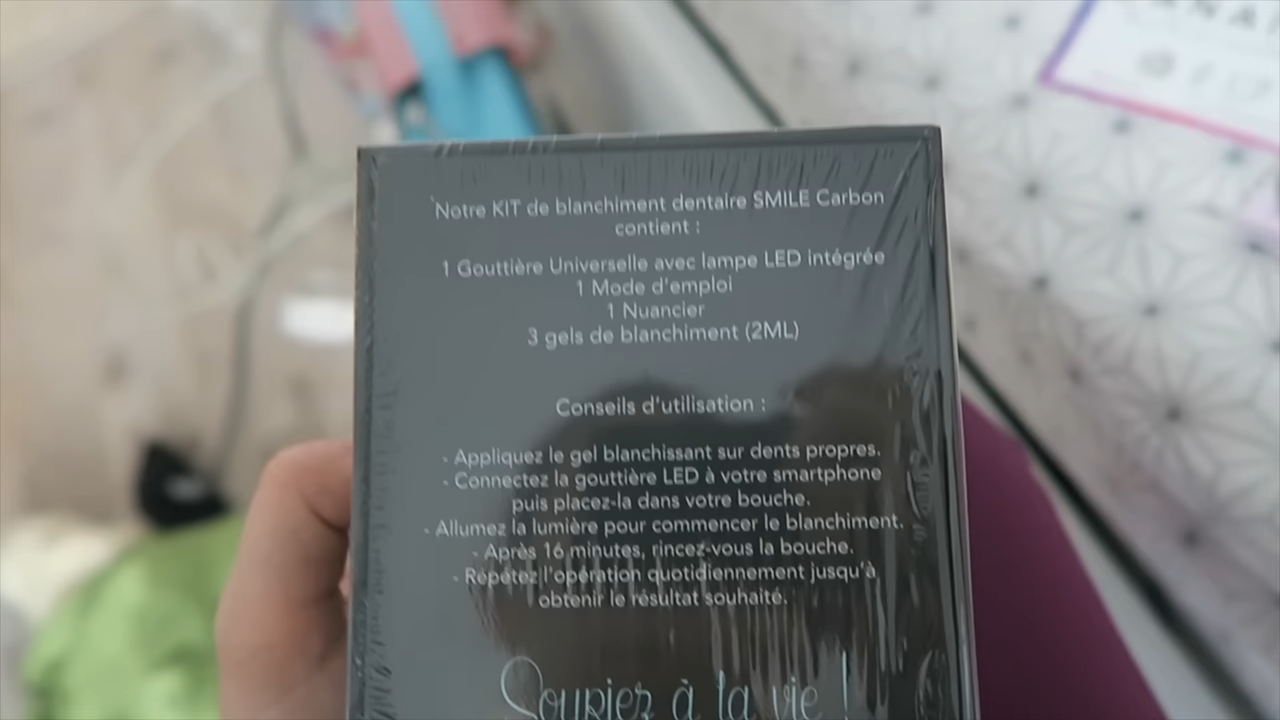 Notre KIT de blanchiment dentaire SMILE Carbon
contient :
1 Gouttière Universelle avec lampe LED intégrée
1 Mode d'emploi
1 Nuancier
3 gels de blanchiment (2ML)
Conseils d'utilisation :
- Appliquez le gel blanchissant sur dents propres.
- Connectez la gouttière LED à votre smartphone
puis placez-la dans votre bouche.
- Allumez la lumière pour commencer le blanchiment.
- Après 16 minutes, rincez-vous la bouche.
- Répétez l'opération quotidiennement jusqu'à
obtenir le résultat souhaité.
Souriez à la vie !